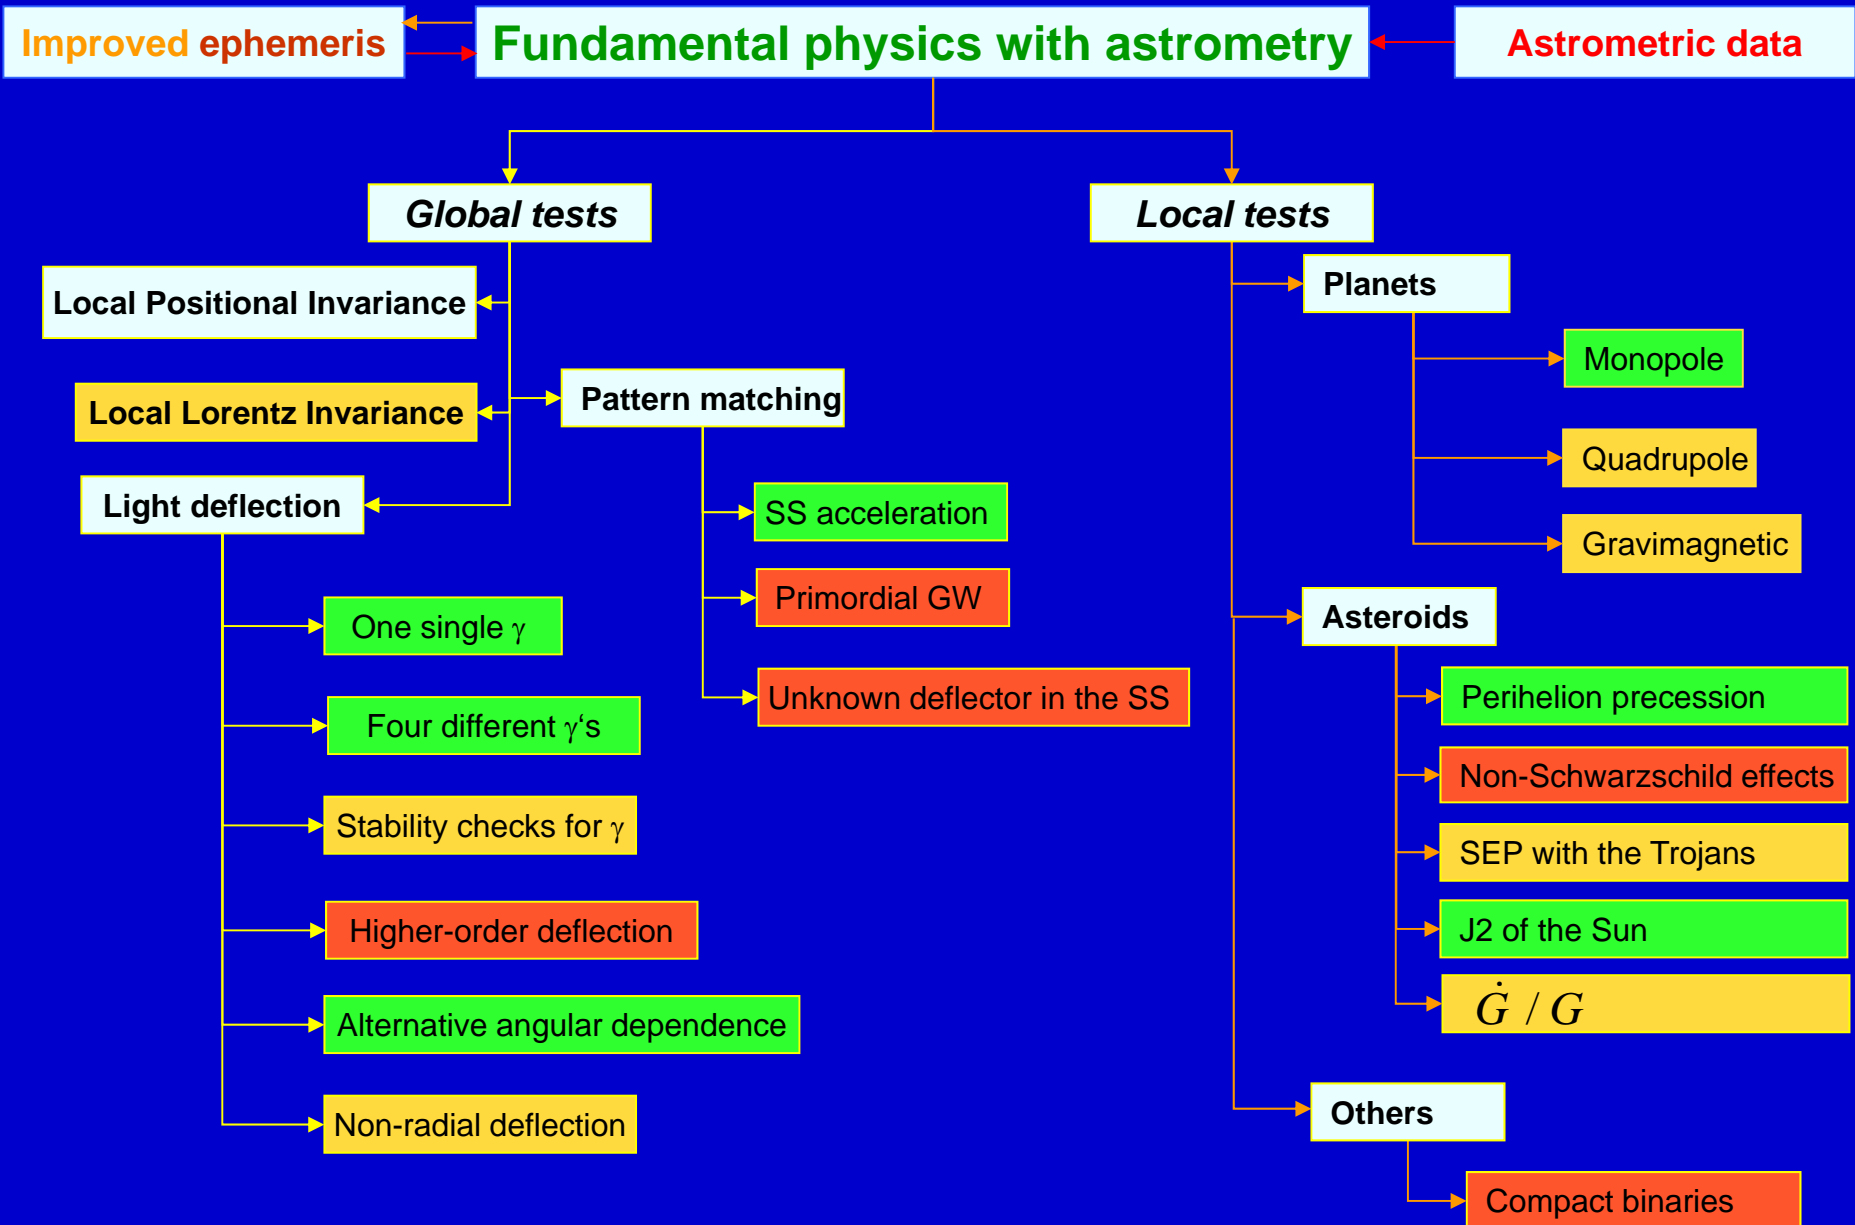 Improved ephemeris
Fundamental physics with astrometry
Astrometric data
Global tests
Local Positional Invariance
Local Lorentz Invariance
Pattern matching
SS acceleration
Primordial GW
Unknown deflector in the SS
Light deflection
One single γ
Four different γ‘s
Stability checks for γ
Higher-order deflection
Alternative angular dependence
Non-radial deflection
Local tests
Planets
Monopole
Quadrupole
Gravimagnetic
Asteroids
Perihelion precession
Non-Schwarzschild effects
SEP with the Trojans
J2 of the Sun
Ġ / G
Others
Compact binaries